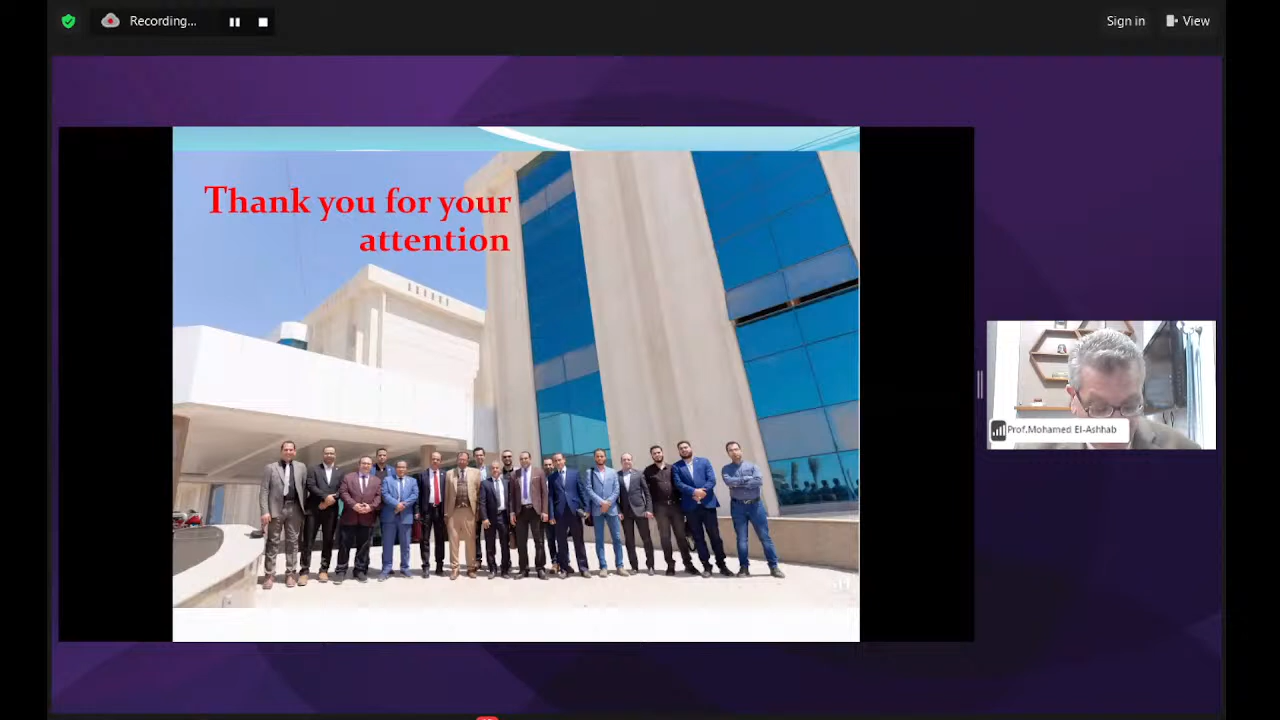 Recording...
Sign in
View
Thank you for your
attention
Prof.Mohamed El-Ashhab